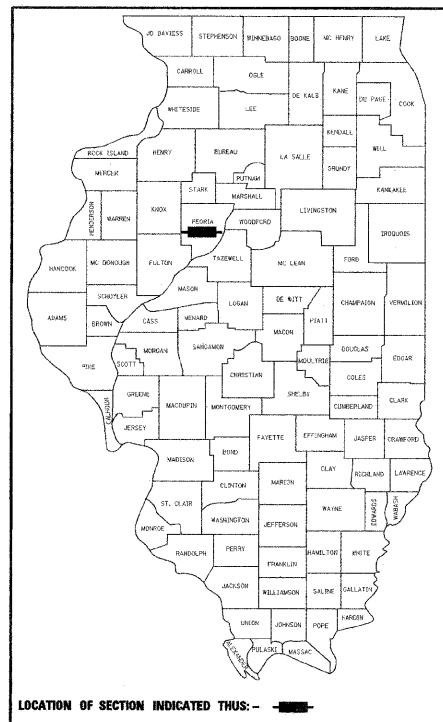 JO DAVIESS STEPHENSON WINNEBAGO BOONE MC HENRY LAKE
CARROLL OGLE
DE KALB KANE DU PAGE COOK
WHITESIDE LEE
KENDALL
WILL
ROCK ISLAND HENRY BUREAU LA SALLE GRUNDY
MERCER
PUTNAM
STARK KANKAKEE
MARSHALL
HENDERSON WARREN KNOX LIVINGSTON
PEORIA WOODFORD
IROQUOIS
FORD
HANCOCK MC DONOUGH FULTON TAZEWELL MC LEAN
MASON
SCHUYLER LOGAN DE WITT CHAMPAIGN VERMILION
ADAMS
BROWN CASS MENARD PIATT
MACON
MORGAN SANGAMON DOUGLAS
SCOTT MOULTRIE EDGAR
PIKE CHRISTIAN COLES
GREENE SHELBY
CALHOUN MACOUPIN MONTGOMERY CUMBERLAND CLARK
JERSEY
FAYETTE EFFINGHAM JASPER CRAWFORD
BOND
MADISON CLAY
MARION RICHLAND LAWRENCE
CLINTON
ST. CLAIR WAYNE EDWARDS WABASH
WASHINGTON JEFFERSON
MONROE
RANDOLPH PERRY HAMILTON WHITE
FRANKLIN
JACKSON
WILLIAMSON SALINE GALLATIN
UNION JOHNSON POPE HARDIN
ALEXANDER PULASKI MASSAC
LOCATION OF SECTION INDICATED THUS: -